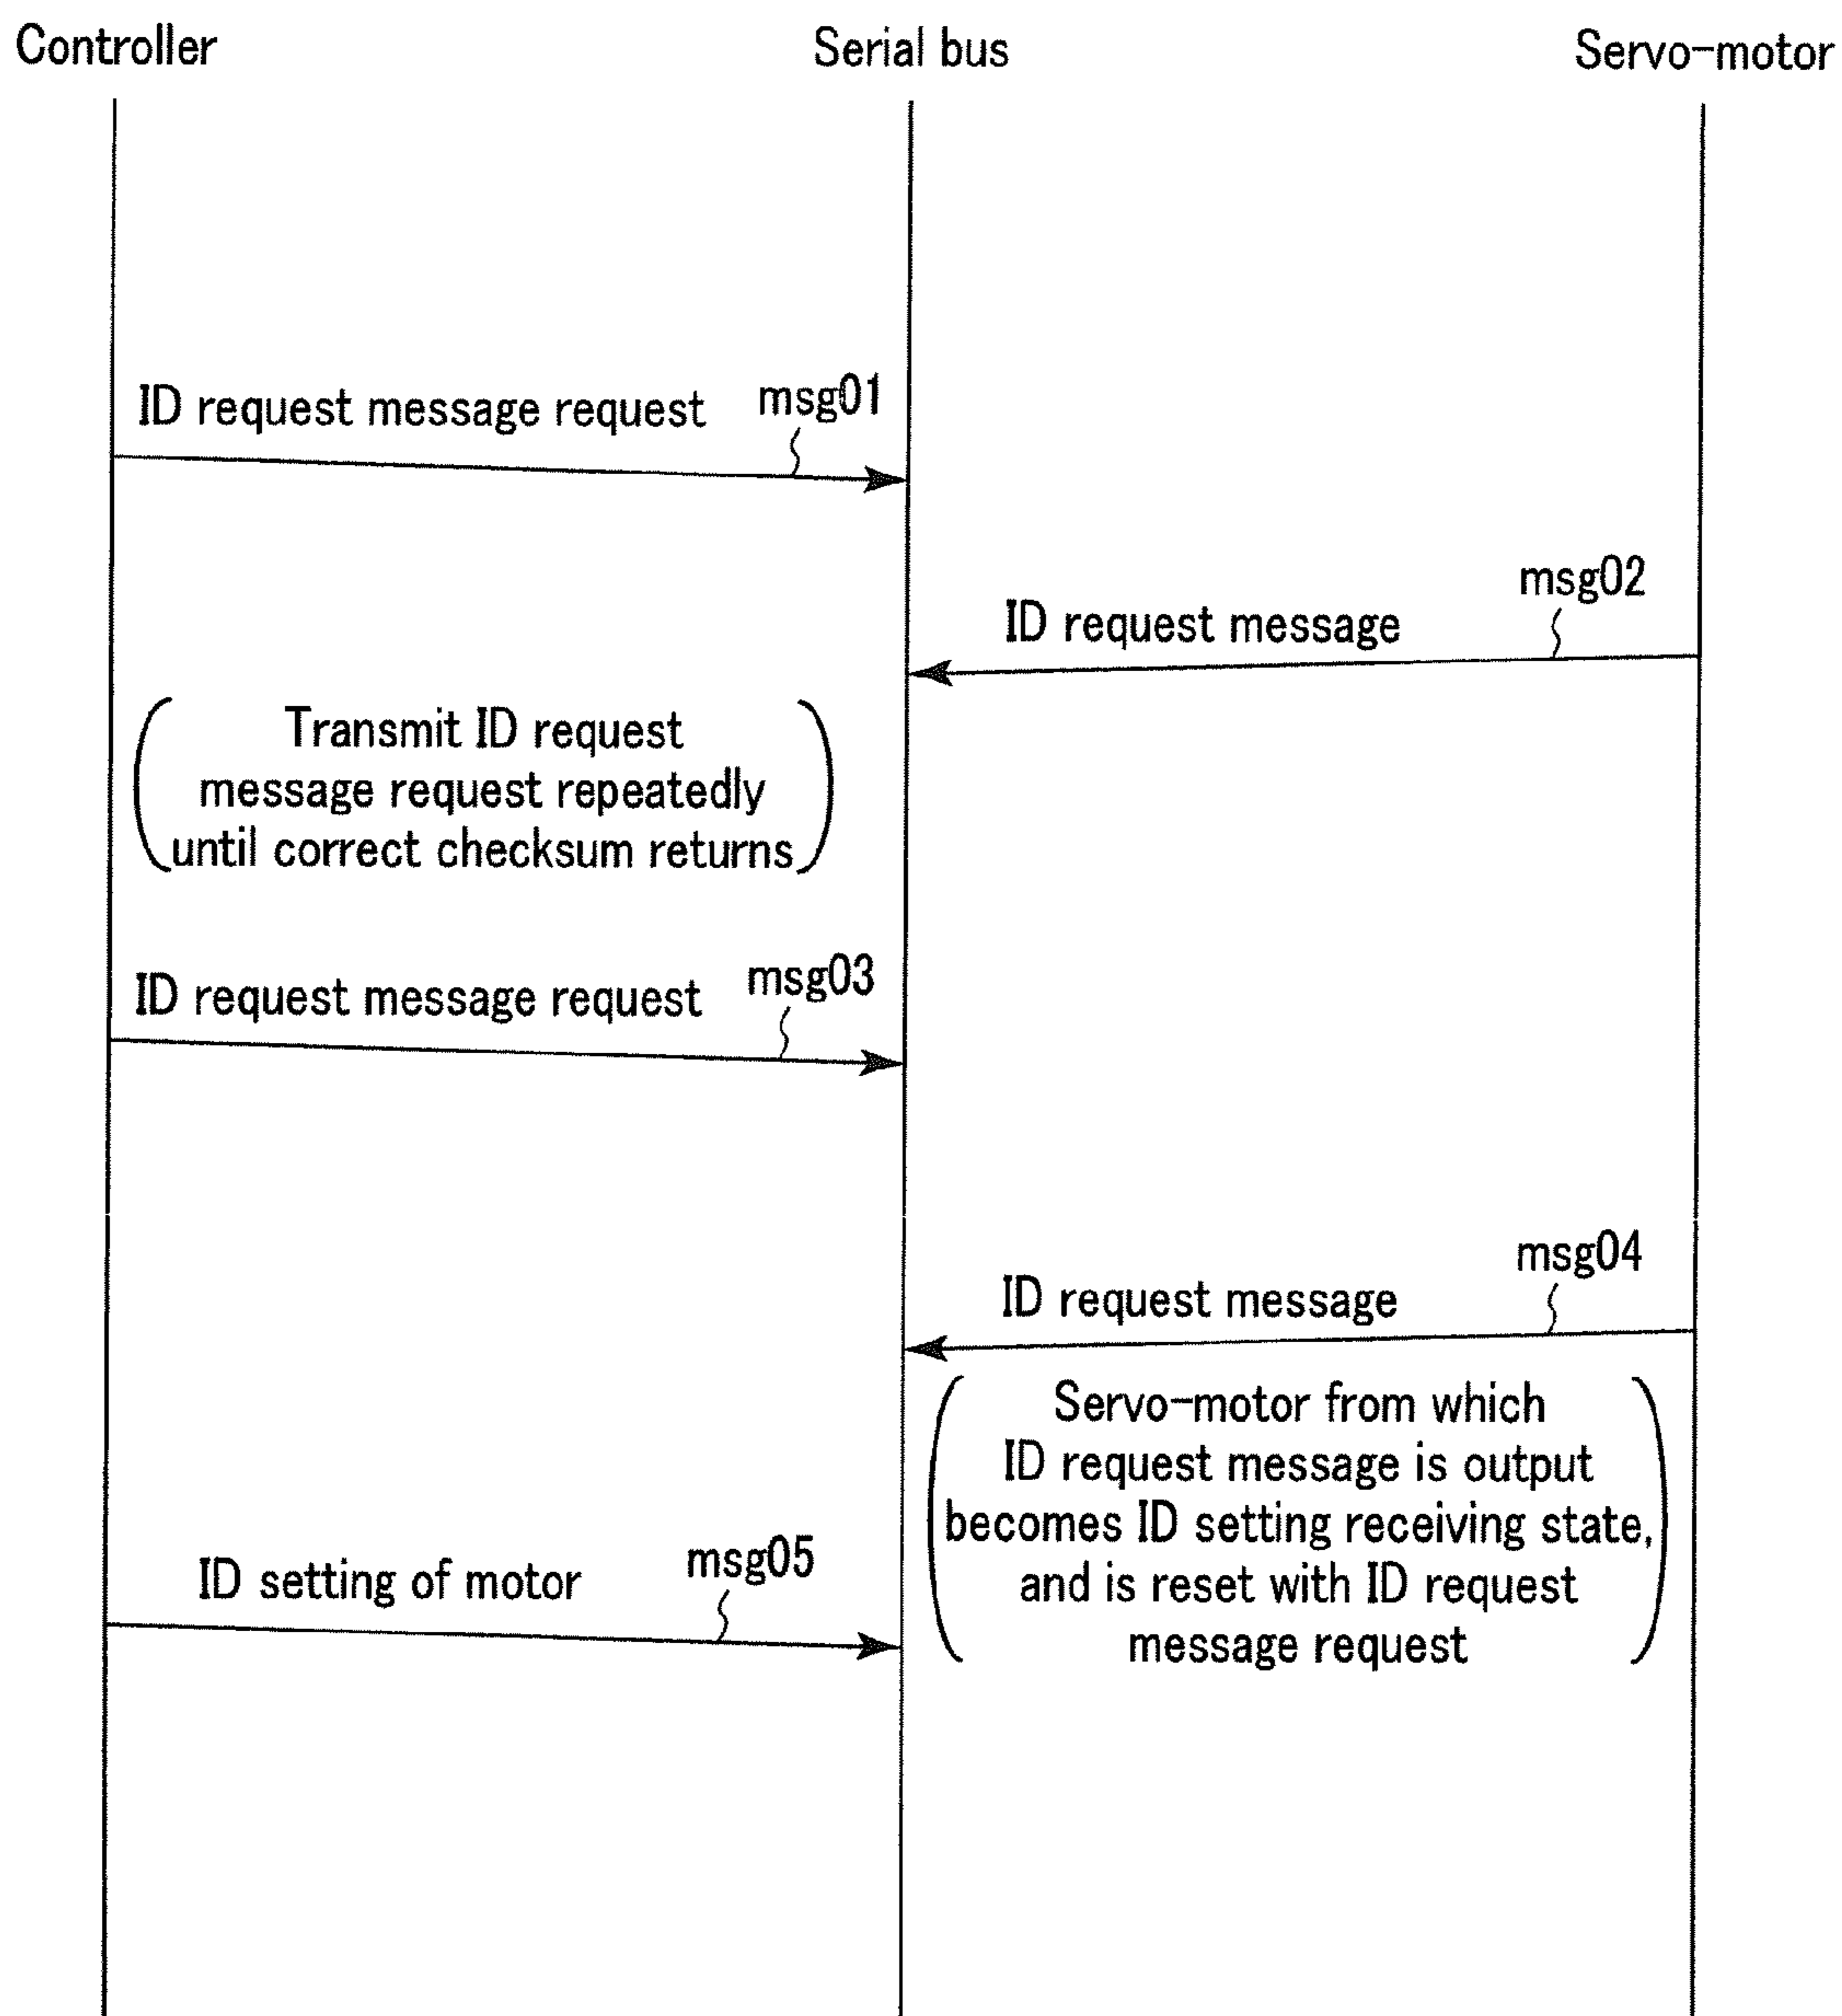 Controller
Serial bus
Servo-motor
ID request message request
msg01
msg02
ID request message
Transmit ID request
message request repeatedly
until correct checksum returns
ID request message request
msg03
msg04
ID request message
Servo-motor from which
ID request message is output
becomes ID setting receiving state,
and is reset with ID request
message request
ID setting of motor
msg05